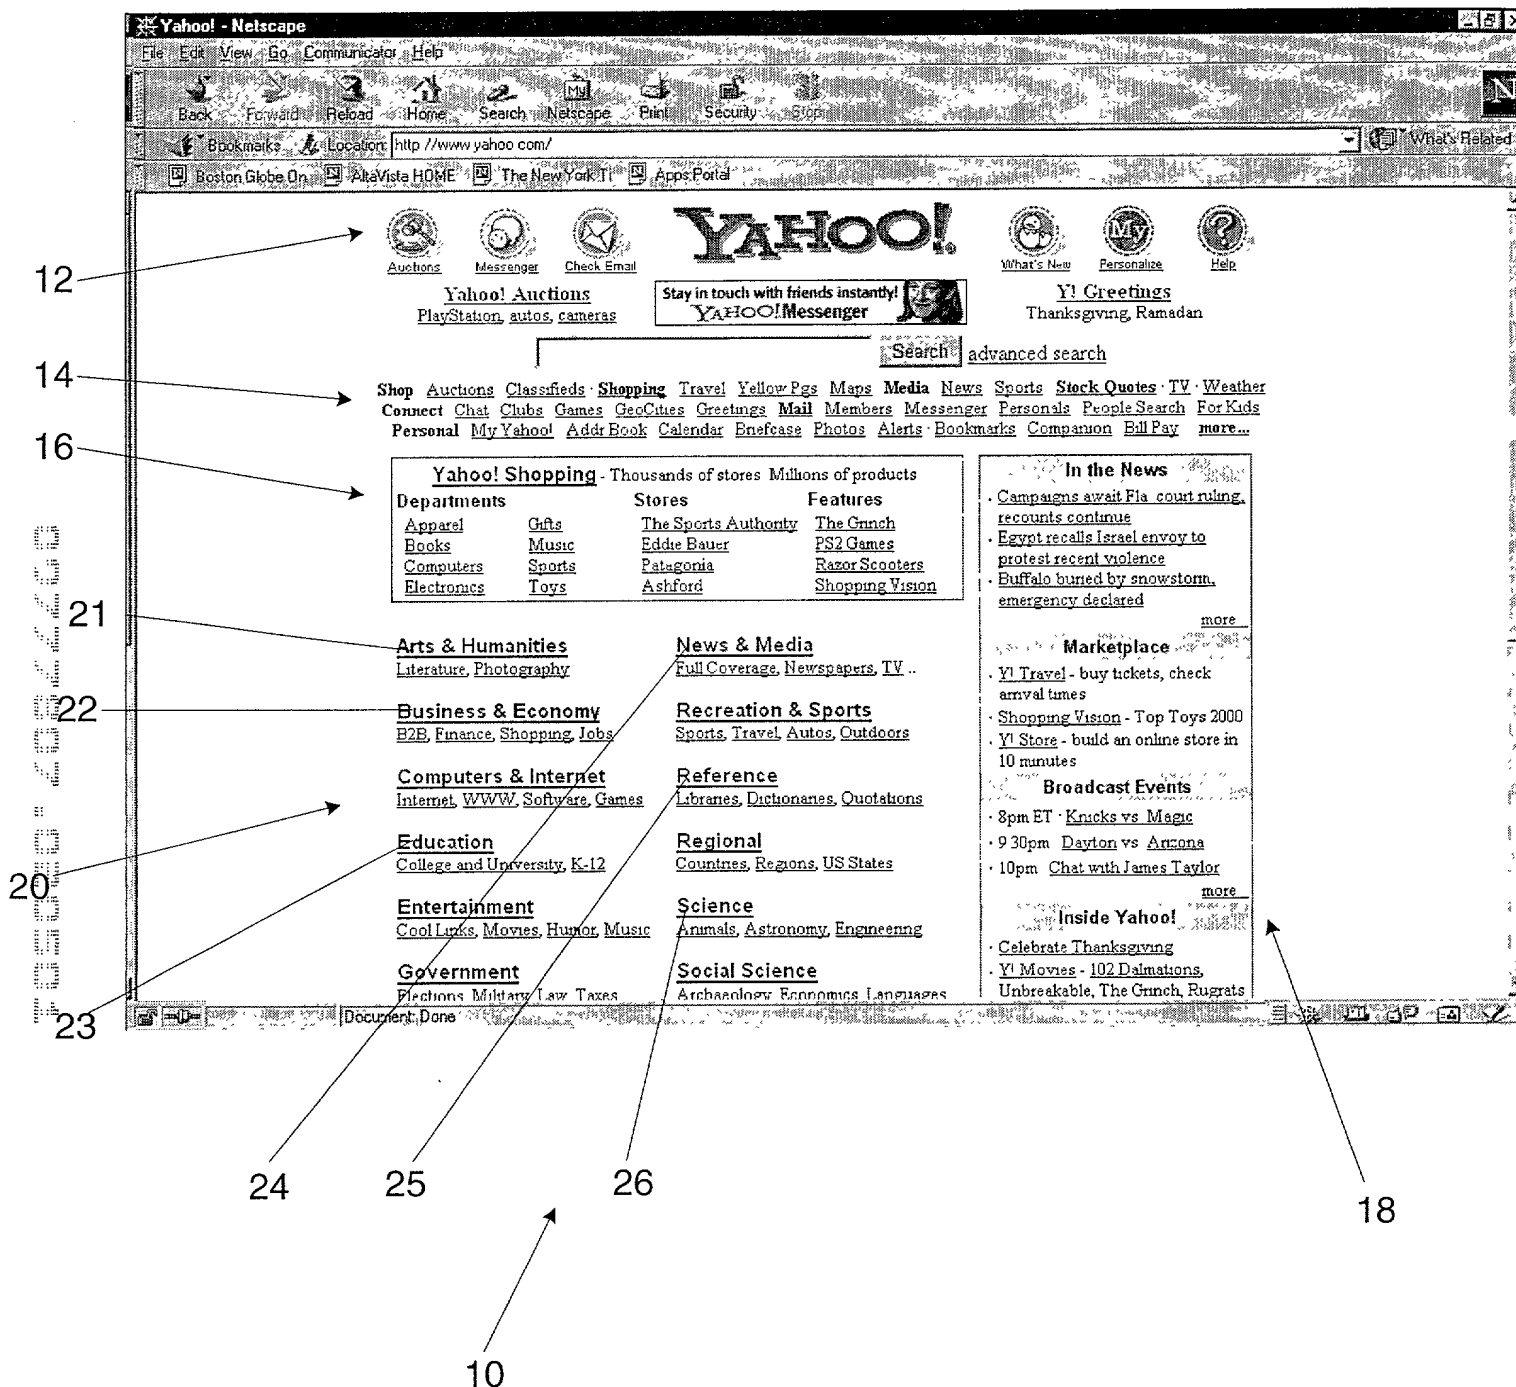 Yahoo! - Netscape
File Edit View Go Communicator Help
Back Forward Reload Home Search Netscape Print Security Stop
N
Bookmarks Location: http //www yahoo com/ What's Related
Boston Globe On AltaVista HOME The New York Ti Apps Portal
YAHOO!
My
?
12
Auctions Messenger Check Email What's New Personalize Help
Yahoo! Auctions
PlayStation, autos, cameras
Stay in touch with friends instantly!
YAHOO! Messenger
Y! Greetings
Thanksgiving, Ramadan
Search advanced search
14
Shop Auctions Classifieds · Shopping Travel Yellow Pgs Maps Media News Sports Stock Quotes · TV · Weather
Connect Chat Clubs Games GeoCities Greetings Mail Members Messenger Personals People Search For Kids
Personal My Yahoo! Addr Book Calendar Briefcase Photos Alerts · Bookmarks Companion Bill Pay more...
16
Yahoo! Shopping - Thousands of stores Millions of products
Departments Stores Features
Apparel Gifts The Sports Authority The Grinch
Books Music Eddie Bauer PS2 Games
Computers Sports Patagonia Razor Scooters
Electronics Toys Ashford Shopping Vision
21
Arts & Humanities
Literature, Photography
22
Business & Economy
B2B, Finance, Shopping, Jobs
Computers & Internet
Internet, WWW, Software, Games
20
Education
College and University, K-12
Entertainment
Cool Links, Movies, Humor, Music
Government
Elections Military Law Taxes
23
News & Media
Full Coverage, Newspapers, TV ..
Recreation & Sports
Sports, Travel, Autos, Outdoors
Reference
Libraries, Dictionaries, Quotations
Regional
Countries, Regions, US States
Science
Animals, Astronomy, Engineering
Social Science
Archaeology Economics Languages
In the News
· Campaigns await Fla court ruling,
recounts continue
· Egypt recalls Israel envoy to
protest recent violence
· Buffalo buried by snowstorm,
emergency declared
more
Marketplace
· Y! Travel - buy tickets, check
arrival times
· Shopping Vision - Top Toys 2000
· Y! Store - build an online store in
10 minutes
Broadcast Events
· 8pm ET · Knicks vs Magic
· 9 30pm Dayton vs Arizona
· 10pm Chat with James Taylor
more
Inside Yahoo!
· Celebrate Thanksgiving
· Y! Movies - 102 Dalmations,
Unbreakable, The Grinch, Rugrats
Document: Done
24
25
26
18
10